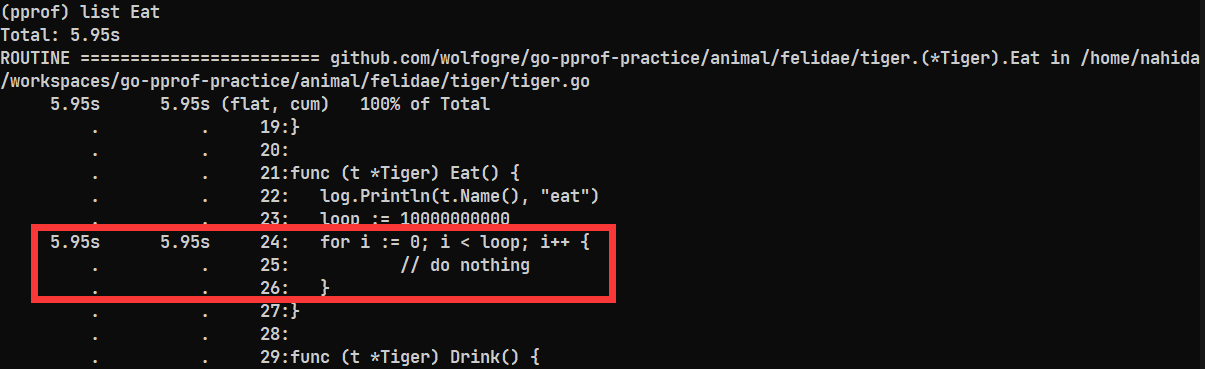 (pprof) list Eat
Total: 5.95s
ROUTINE ======================== github.com/wolfogre/go-pprof-practice/animal/felidae/tiger.(*Tiger).Eat in /home/nahida
/workspaces/go-pprof-practice/animal/felidae/tiger/tiger.go
     5.95s      5.95s (flat, cum)   100% of Total
         .          .     19:}
         .          .     20:
         .          .     21:func (t *Tiger) Eat() {
         .          .     22:   log.Println(t.Name(), "eat")
         .          .     23:   loop := 10000000000
     5.95s      5.95s     24:   for i := 0; i < loop; i++ {
         .          .     25:           // do nothing
         .          .     26:   }
         .          .     27:}
         .          .     28:
         .          .     29:func (t *Tiger) Drink() {